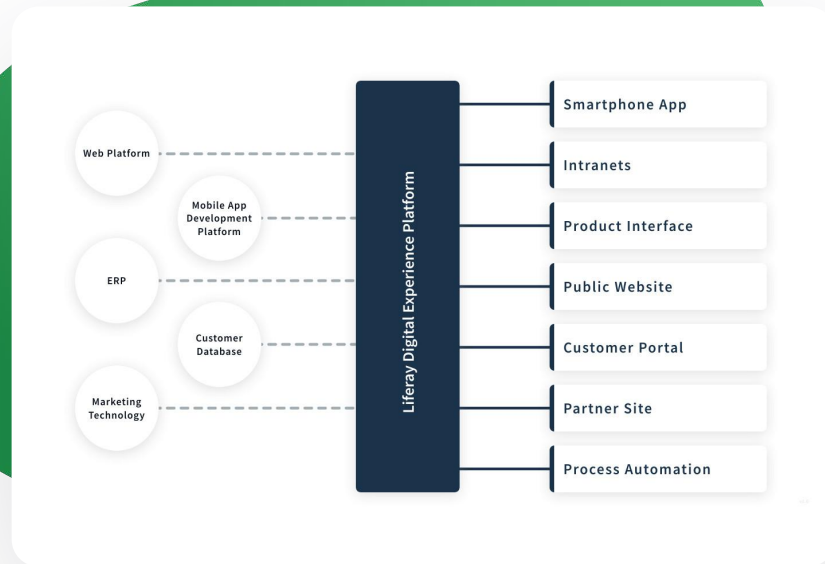 Web Platform
Mobile App
Development
Platform
ERP
Customer
Database
Marketing
Technology
Liferay Digital Experience Platform
Smartphone App
Intranets
Product Interface
Public Website
Customer Portal
Partner Site
Process Automation